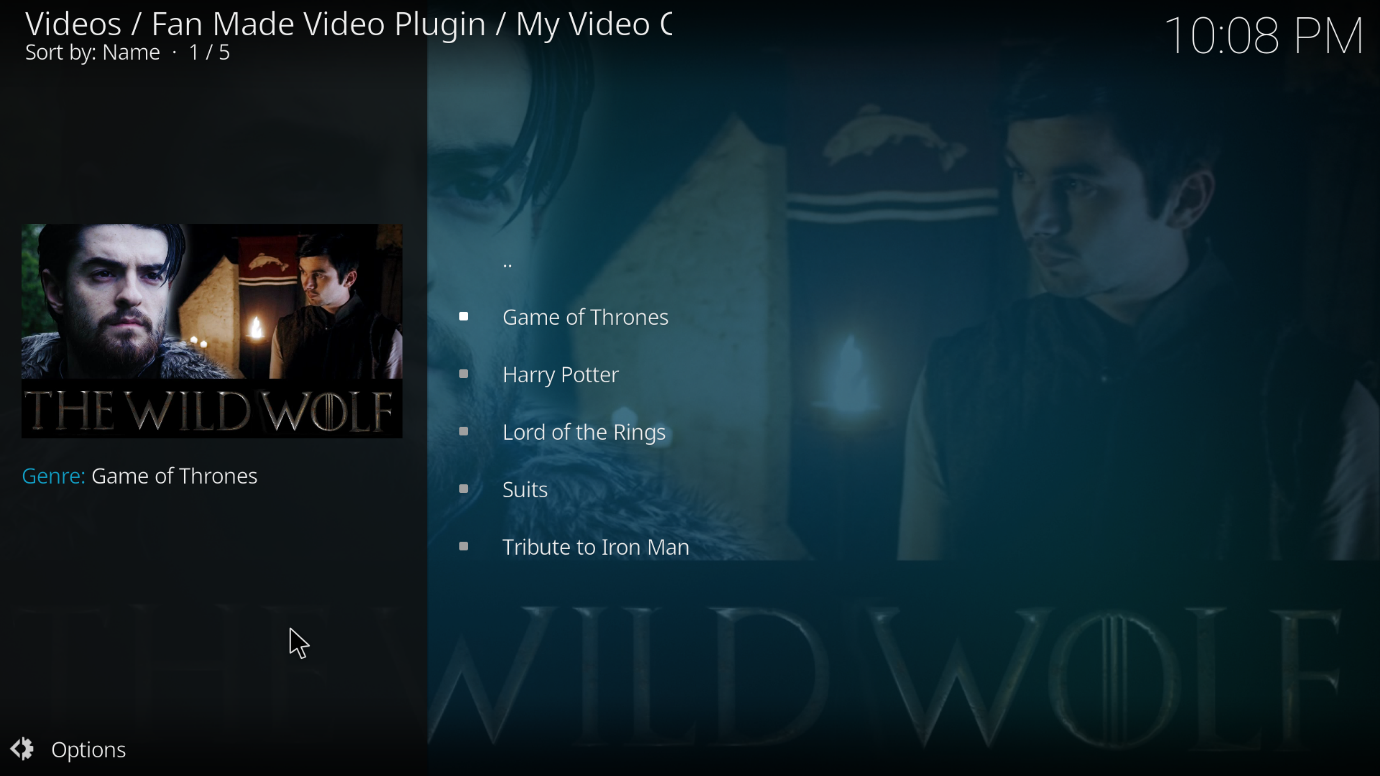 Videos / Fan Made Video Plugin / My Video
Sort by: Name · 1 / 5
10:08 PM
..
Game of Thrones
Harry Potter
Lord of the Rings
Suits
Tribute to Iron Man
THE WILD WOLF
Genre: Game of Thrones
THE WILD WOLF
Options